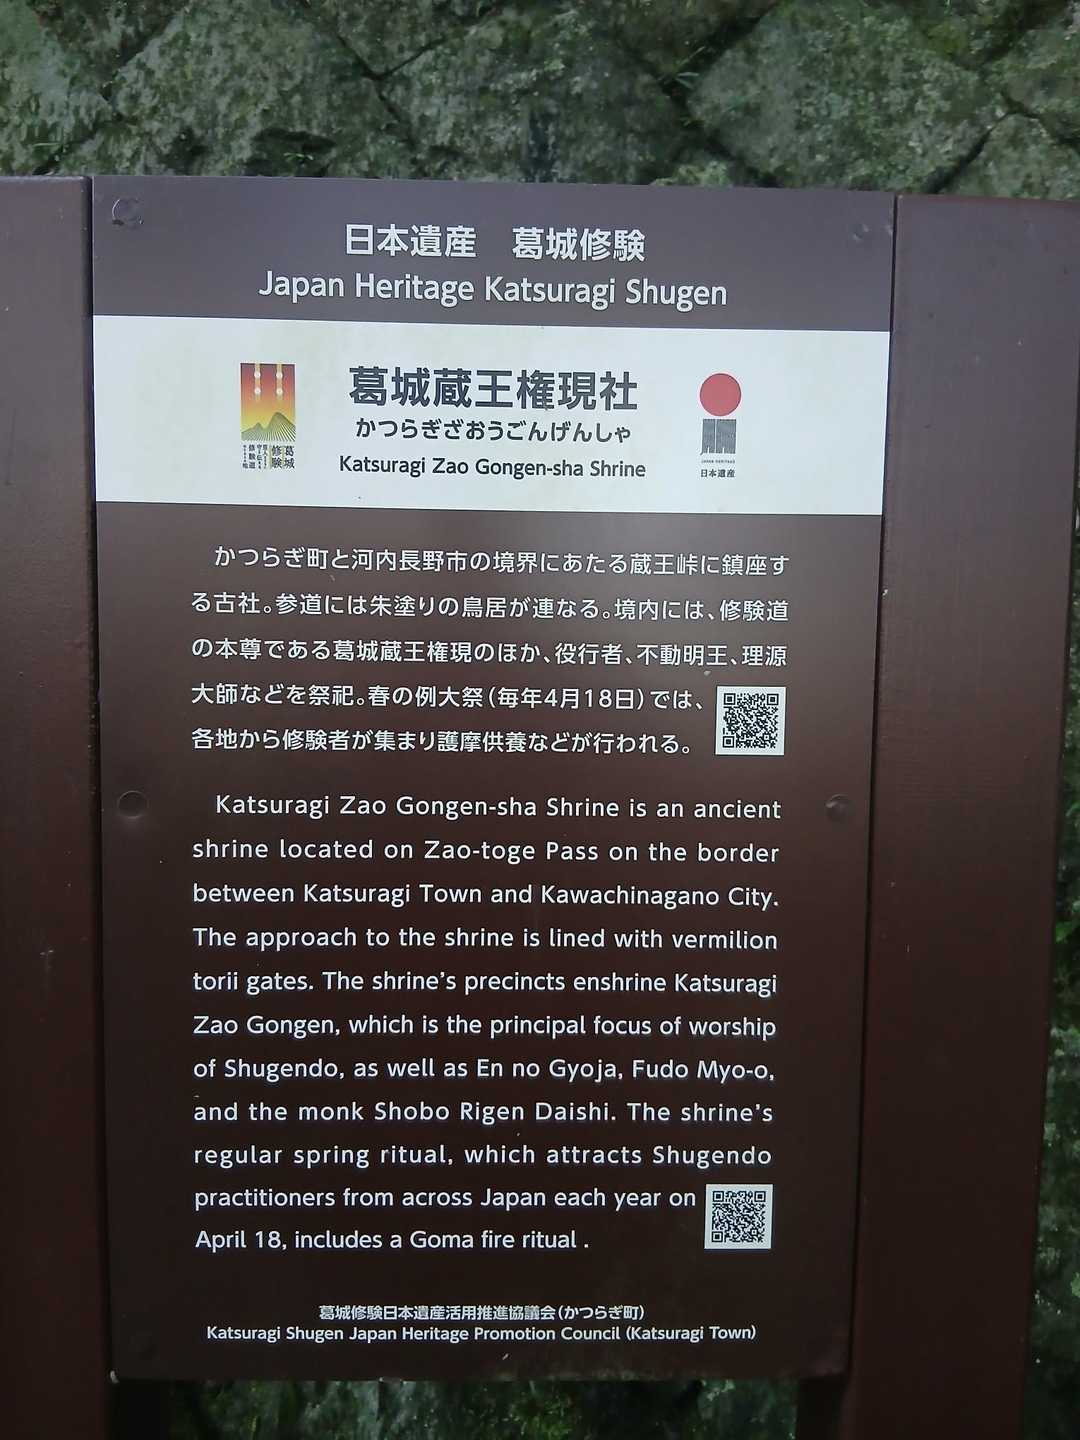 日本遺産　葛城修験
Japan Heritage Katsuragi Shugen
葛城蔵王権現社
かつらぎざおうごんげんしゃ
Katsuragi Zao Gongen-sha Shrine
葛城
修験
修験道
JAPAN HERITAGE
日本遺産
かつらぎ町と河内長野市の境界にあたる蔵王峠に鎮座す
る古社。参道には朱塗りの鳥居が連なる。境内には、修験道
の本尊である葛城蔵王権現のほか、役行者、不動明王、理源
大師などを祭祀。春の例大祭（毎年4月18日）では、
各地から修験者が集まり護摩供養などが行われる。
Katsuragi Zao Gongen-sha Shrine is an ancient
shrine located on Zao-toge Pass on the border
between Katsuragi Town and Kawachinagano City.
The approach to the shrine is lined with vermilion
torii gates. The shrine's precincts enshrine Katsuragi
Zao Gongen, which is the principal focus of worship
of Shugendo, as well as En no Gyoja, Fudo Myo-o,
and the monk Shobo Rigen Daishi. The shrine's
regular spring ritual, which attracts Shugendo
practitioners from across Japan each year on
April 18, includes a Goma fire ritual .
葛城修験日本遺産活用推進協議会（かつらぎ町）
Katsuragi Shugen Japan Heritage Promotion Council (Katsuragi Town)